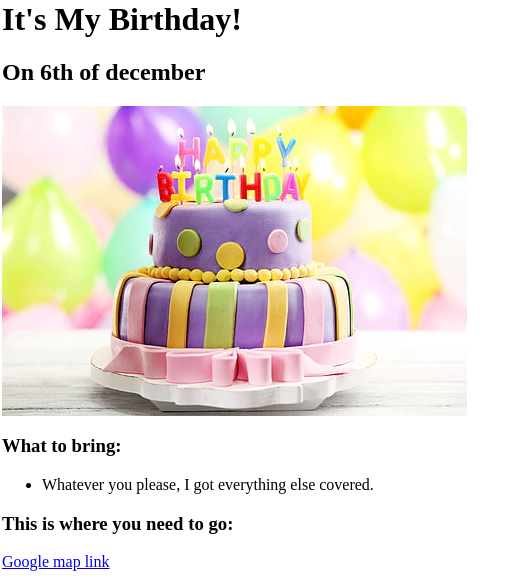 It's My Birthday!
On 6th of december
HAPPY
BIRTHDAY
What to bring:
Whatever you please, I got everything else covered.
This is where you need to go:
Google map link